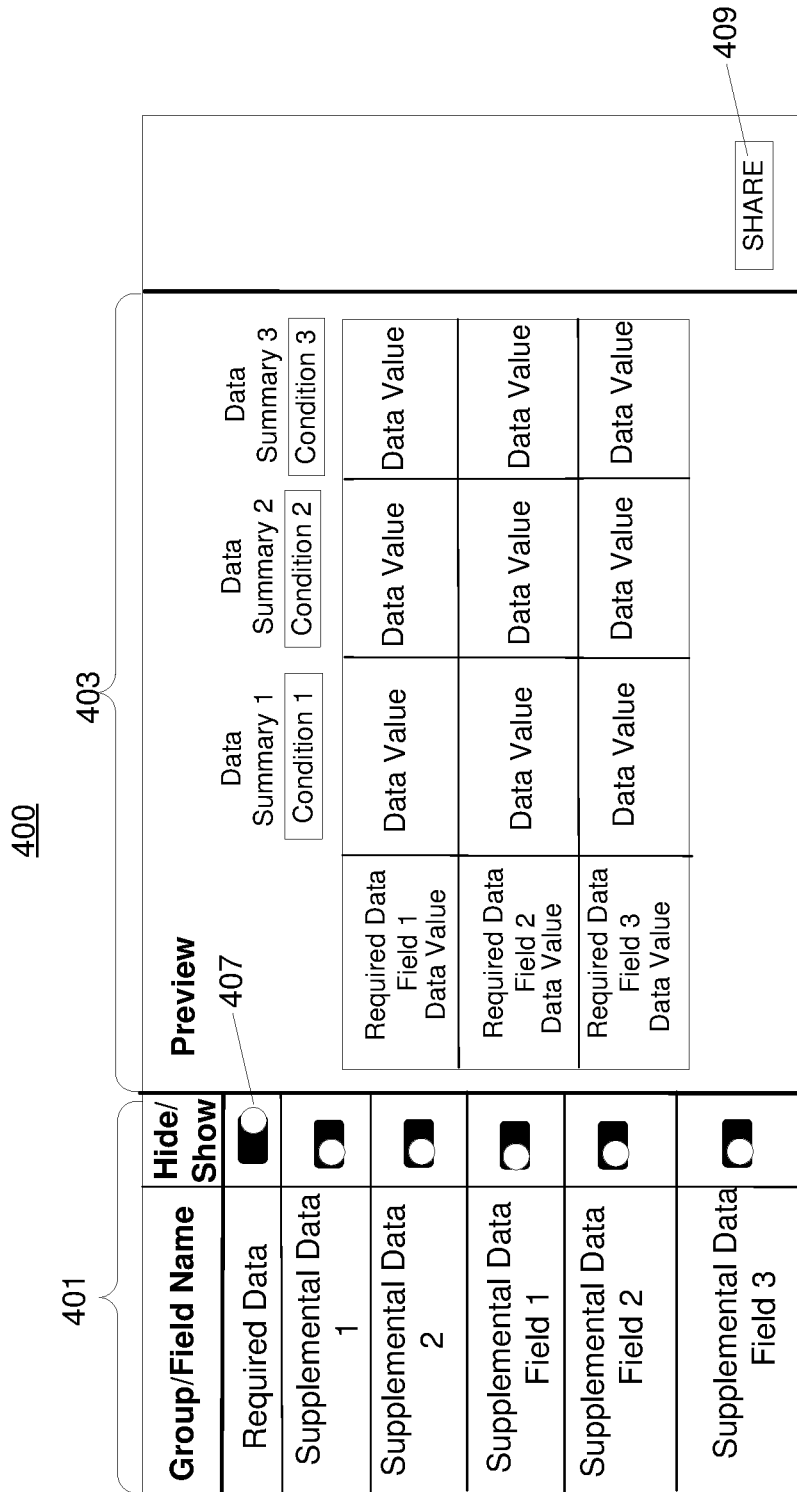 400
401
403
Group/Field Name
Hide/
Show
Preview
Required Data
407
Supplemental Data
1
Supplemental Data
2
Supplemental Data
Field 1
Supplemental Data
Field 2
Supplemental Data
Field 3
Data
Summary 1
Condition 1
Data
Summary 2
Condition 2
Data
Summary 3
Condition 3
Required Data
Field 1
Data Value
Data Value
Data Value
Data Value
Required Data
Field 2
Data Value
Data Value
Data Value
Data Value
Required Data
Field 3
Data Value
Data Value
Data Value
Data Value
SHARE
409